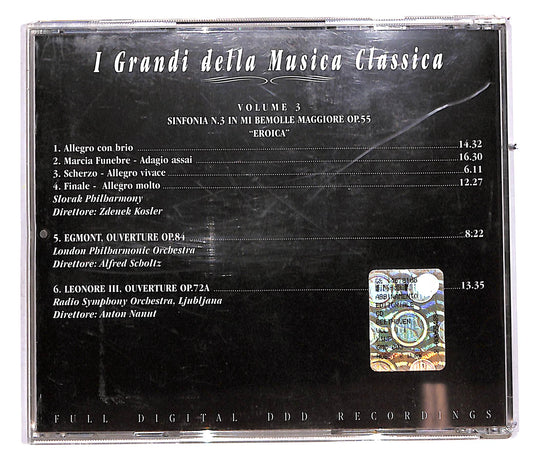 I Grandi della Musica Classica
VOLUME 3
SINFONIA N.3 IN MI BEMOLLE MAGGIORE OP.55
"EROICA"
1. Allegro con brio 14.32
2. Marcia Funebre - Adagio assai 16.30
3. Scherzo - Allegro vivace 6.11
4. Finale - Allegro molto 12.27
Slovak Philharmony
Direttore: Zdenek Kosler
5. EGMONT, OUVERTURE OP.84 8:22
London Philharmonic Orchestra
Direttore: Alfred Scholtz
6. LEONORE III, OUVERTURE OP.72A 13.35
Radio Symphony Orchestra, Ljubljana
Direttore: Anton Nanut
ABBINAMENTO
EDITORIALE
BEETHOVEN
FULL DIGITAL DDD RECORDINGS